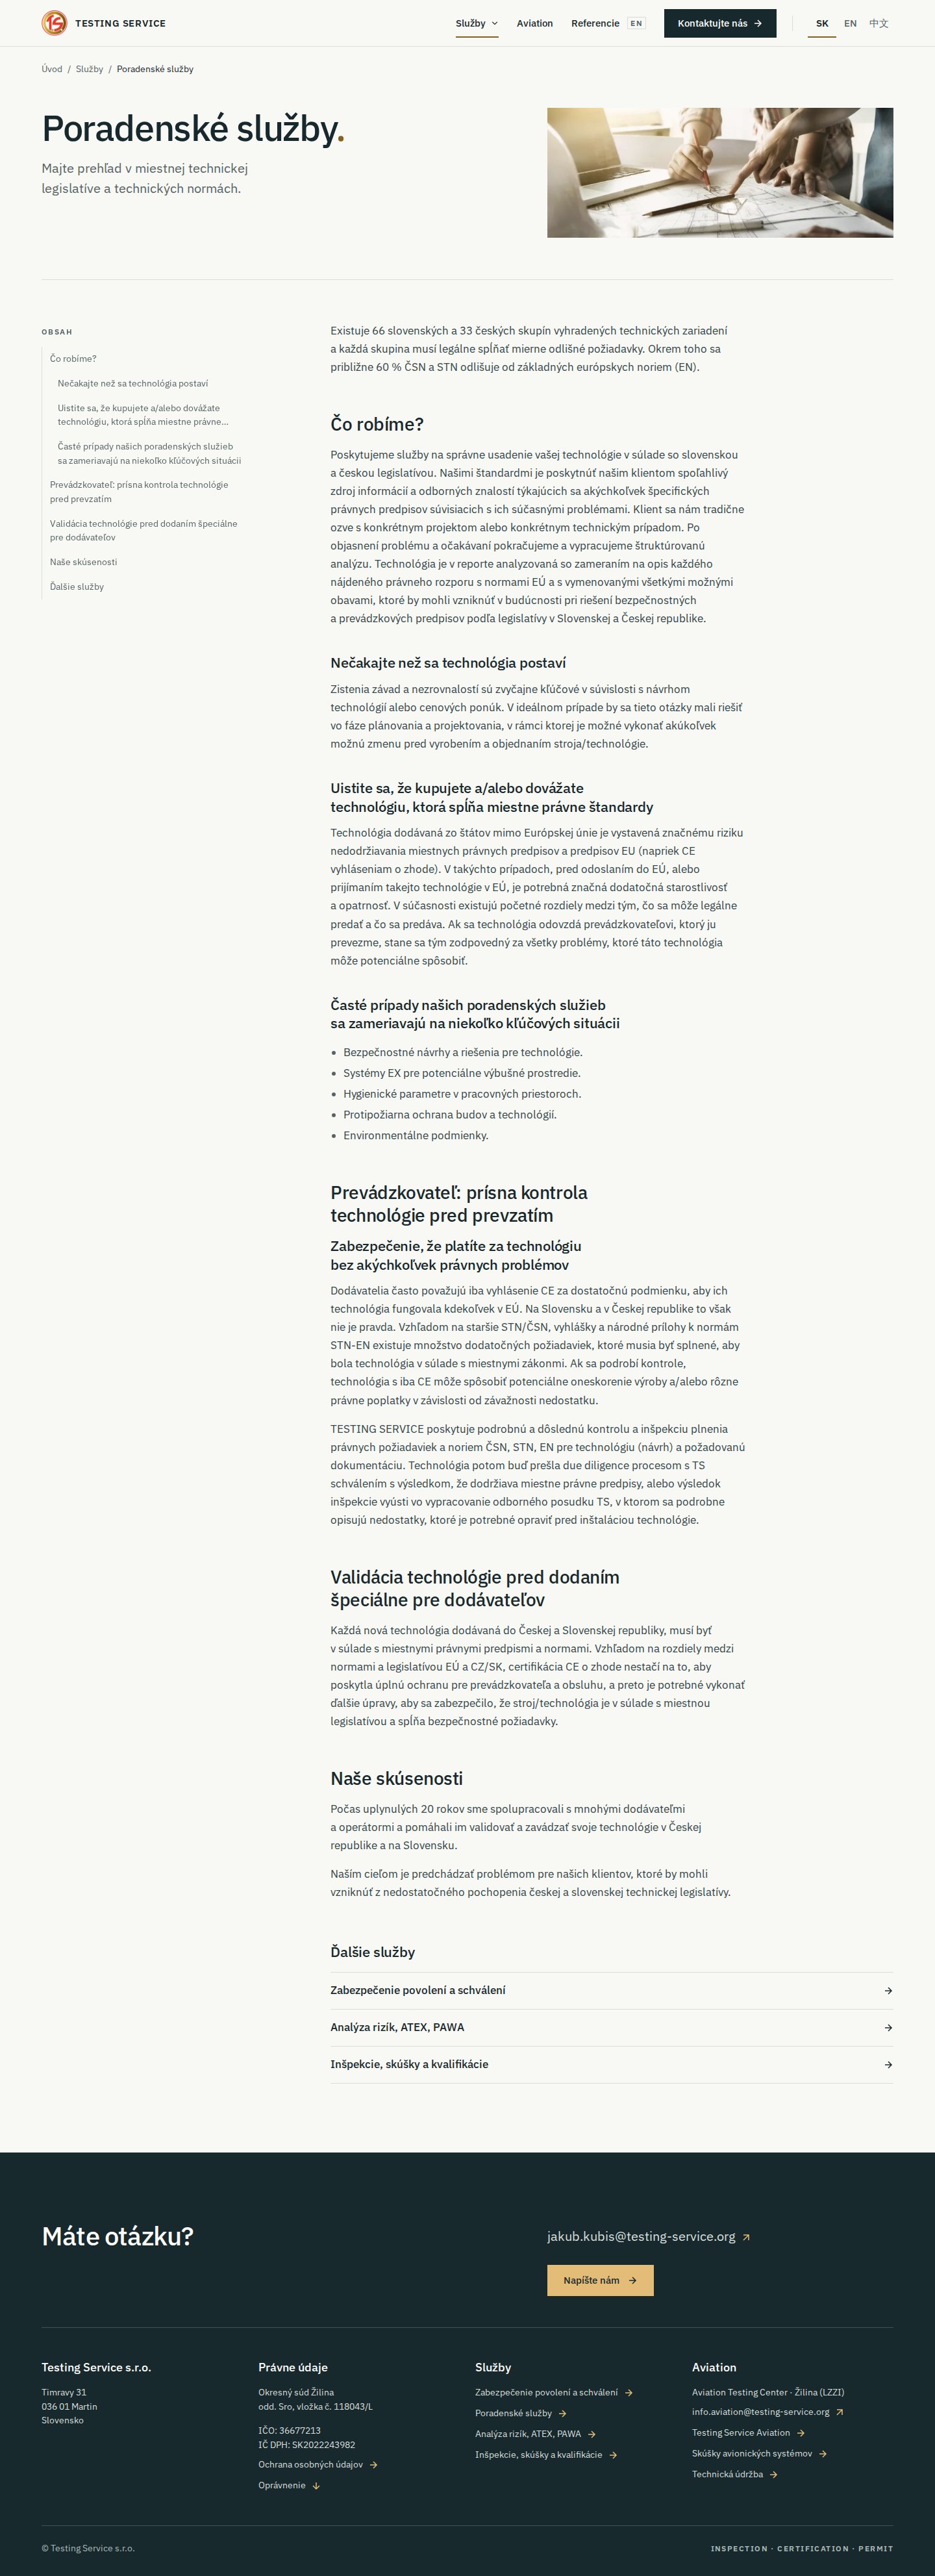 TESTING SERVICE
Služby
Aviation
Referencie EN
Kontaktujte nás →
SK EN 中文
Úvod / Služby / Poradenské služby
Poradenské služby.
Majte prehľad v miestnej technickej
legislatíve a technických normách.
OBSAH
Čo robíme?
Nečakajte než sa technológia postaví
Uistite sa, že kupujete a/alebo dovážate
technológiu, ktorá spĺňa miestne právne...
Časté prípady našich poradenských služieb
sa zameriavajú na niekoľko kľúčových situácii
Prevádzkovateľ: prísna kontrola technológie
pred prevzatím
Validácia technológie pred dodaním špeciálne
pre dodávateľov
Naše skúsenosti
Ďalšie služby
Existuje 66 slovenských a 33 českých skupín vyhradených technických zariadení
a každá skupina musí legálne spĺňať mierne odlišné požiadavky. Okrem toho sa
približne 60 % ČSN a STN odlišuje od základných európskych noriem (EN).
Čo robíme?
Poskytujeme služby na správne usadenie vašej technológie v súlade so slovenskou
a českou legislatívou. Našimi štandardmi je poskytnúť našim klientom spoľahlivý
zdroj informácií a odborných znalostí týkajúcich sa akýchkoľvek špecifických
právnych predpisov súvisiacich s ich súčasnými problémami. Klient sa nám tradične
ozve s konkrétnym projektom alebo konkrétnym technickým prípadom. Po
objasnení problému a očakávaní pokračujeme a vypracujeme štruktúrovanú
analýzu. Technológia je v reporte analyzovaná so zameraním na opis každého
nájdeného právneho rozporu s normami EÚ a s vymenovanými všetkými možnými
obavami, ktoré by mohli vzniknúť v budúcnosti pri riešení bezpečnostných
a prevádzkových predpisov podľa legislatívy v Slovenskej a Českej republike.
Nečakajte než sa technológia postaví
Zistenia závad a nezrovnalostí sú zvyčajne kľúčové v súvislosti s návrhom
technológií alebo cenových ponúk. V ideálnom prípade by sa tieto otázky mali riešiť
vo fáze plánovania a projektovania, v rámci ktorej je možné vykonať akúkoľvek
možnú zmenu pred vyrobením a objednaním stroja/technológie.
Uistite sa, že kupujete a/alebo dovážate
technológiu, ktorá spĺňa miestne právne štandardy
Technológia dodávaná zo štátov mimo Európskej únie je vystavená značnému riziku
nedodržiavania miestnych právnych predpisov a predpisov EU (napriek CE
vyhláseniam o zhode). V takýchto prípadoch, pred odoslaním do EÚ, alebo
prijímaním takejto technológie v EÚ, je potrebná značná dodatočná starostlivosť
a opatrnosť. V súčasnosti existujú početné rozdiely medzi tým, čo sa môže legálne
predať a čo sa predáva. Ak sa technológia odovzdá prevádzkovateľovi, ktorý ju
prevezme, stane sa tým zodpovedný za všetky problémy, ktoré táto technológia
môže potenciálne spôsobiť.
Časté prípady našich poradenských služieb
sa zameriavajú na niekoľko kľúčových situácii
• Bezpečnostné návrhy a riešenia pre technológie.
• Systémy EX pre potenciálne výbušné prostredie.
• Hygienické parametre v pracovných priestoroch.
• Protipožiarna ochrana budov a technológií.
• Environmentálne podmienky.
Prevádzkovateľ: prísna kontrola
technológie pred prevzatím
Zabezpečenie, že platíte za technológiu
bez akýchkoľvek právnych problémov
Dodávatelia často považujú iba vyhlásenie CE za dostatočnú podmienku, aby ich
technológia fungovala kdekoľvek v EÚ. Na Slovensku a v Českej republike to však
nie je pravda. Vzhľadom na staršie STN/ČSN, vyhlášky a národné prílohy k normám
STN-EN existuje množstvo dodatočných požiadaviek, ktoré musia byť splnené, aby
bola technológia v súlade s miestnymi zákonmi. Ak sa podrobí kontrole,
technológia s iba CE môže spôsobiť potenciálne oneskorenie výroby a/alebo rôzne
právne poplatky v závislosti od závažnosti nedostatku.
TESTING SERVICE poskytuje podrobnú a dôslednú kontrolu a inšpekciu plnenia
právnych požiadaviek a noriem ČSN, STN, EN pre technológiu (návrh) a požadovanú
dokumentáciu. Technológia potom buď prešla due diligence procesom s TS
schválením s výsledkom, že dodržiava miestne právne predpisy, alebo výsledok
inšpekcie vyústi vo vypracovanie odborného posudku TS, v ktorom sa podrobne
opisujú nedostatky, ktoré je potrebné opraviť pred inštaláciou technológie.
Validácia technológie pred dodaním
špeciálne pre dodávateľov
Každá nová technológia dodávaná do Českej a Slovenskej republiky, musí byť
v súlade s miestnymi právnymi predpismi a normami. Vzhľadom na rozdiely medzi
normami a legislatívou EÚ a CZ/SK, certifikácia CE o zhode nestačí na to, aby
poskytla úplnú ochranu pre prevádzkovateľa a obsluhu, a preto je potrebné vykonať
ďalšie úpravy, aby sa zabezpečilo, že stroj/technológia je v súlade s miestnou
legislatívou a spĺňa bezpečnostné požiadavky.
Naše skúsenosti
Počas uplynulých 20 rokov sme spolupracovali s mnohými dodávateľmi
a operátormi a pomáhali im validovať a zavádzať svoje technológie v Českej
republike a na Slovensku.
Naším cieľom je predchádzať problémom pre našich klientov, ktoré by mohli
vzniknúť z nedostatočného pochopenia českej a slovenskej technickej legislatívy.
Ďalšie služby
Zabezpečenie povolení a schválení →
Analýza rizík, ATEX, PAWA →
Inšpekcie, skúšky a kvalifikácie →
Máte otázku?
jakub.kubis@testing-service.org ↗
Napíšte nám →
Testing Service s.r.o.
Timravy 31
036 01 Martin
Slovensko
Právne údaje
Okresný súd Žilina
odd. Sro, vložka č. 118043/L
IČO: 36677213
IČ DPH: SK2022243982
Ochrana osobných údajov →
Oprávnenie ↓
Služby
Zabezpečenie povolení a schválení →
Poradenské služby →
Analýza rizík, ATEX, PAWA →
Inšpekcie, skúšky a kvalifikácie →
Aviation
Aviation Testing Center · Žilina (LZZI)
info.aviation@testing-service.org ↗
Testing Service Aviation →
Skúšky avionických systémov →
Technická údržba →
© Testing Service s.r.o.
INSPECTION · CERTIFICATION · PERMIT